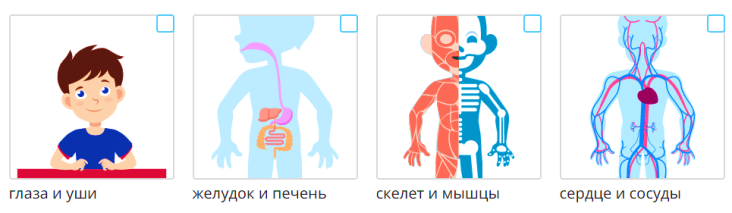 глаза и уши
желудок и печень
скелет и мышцы
сердце и сосуды